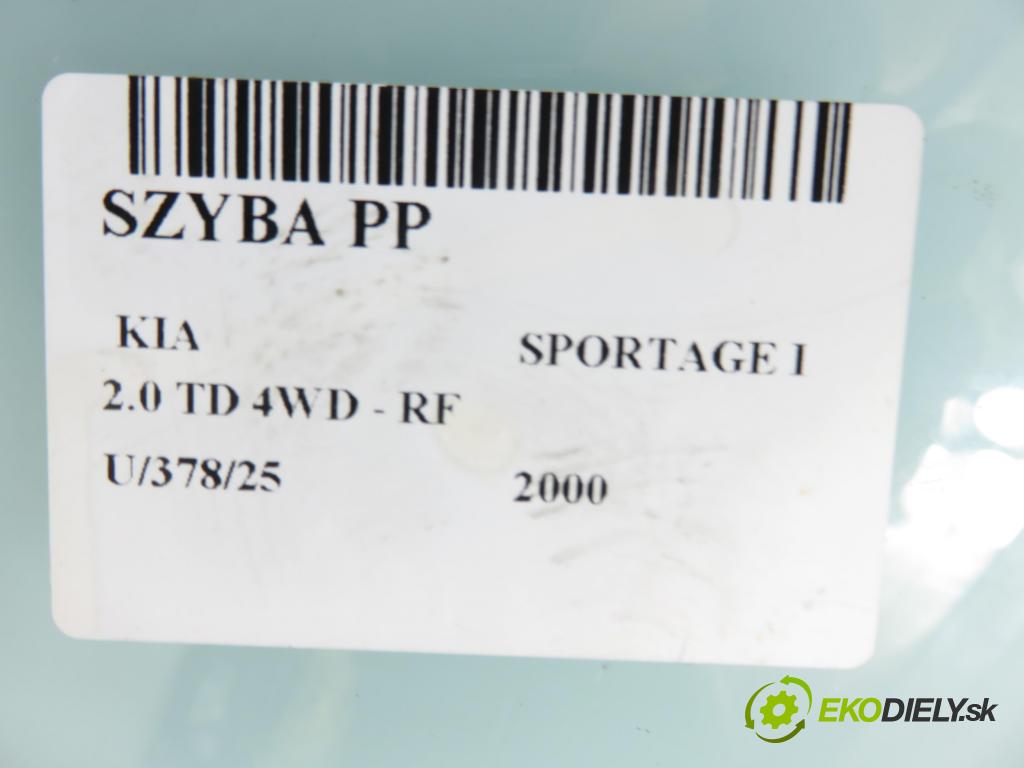 SZYBA PP
KIA SPORTAGE I
2.0 TD 4WD - RF
U/378/25 2000
EKODIELY.sk